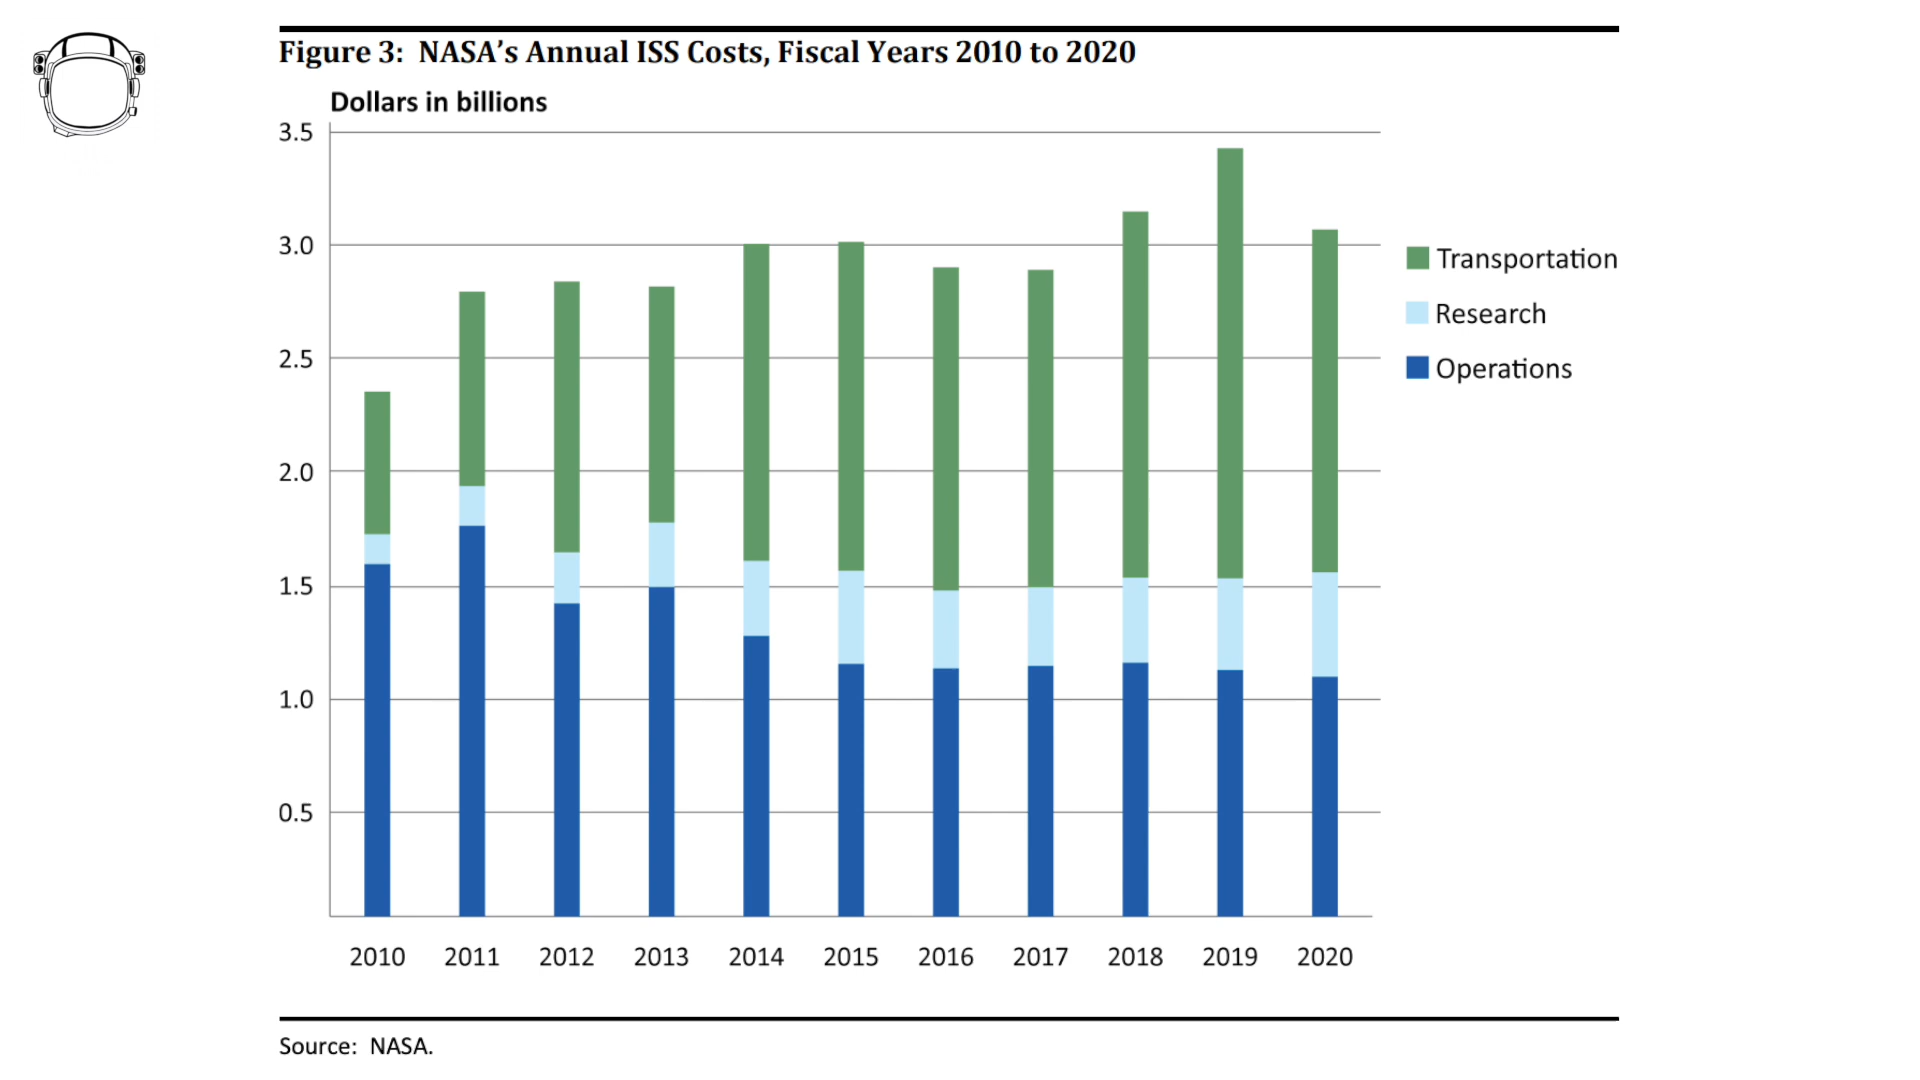 Figure 3:  NASA’s Annual ISS Costs, Fiscal Years 2010 to 2020
Dollars in billions
3.5
3.0
2.5
2.0
1.5
1.0
0.5
Transportation
Research
Operations
2010 2011 2012 2013 2014 2015 2016 2017 2018 2019 2020
Source:  NASA.